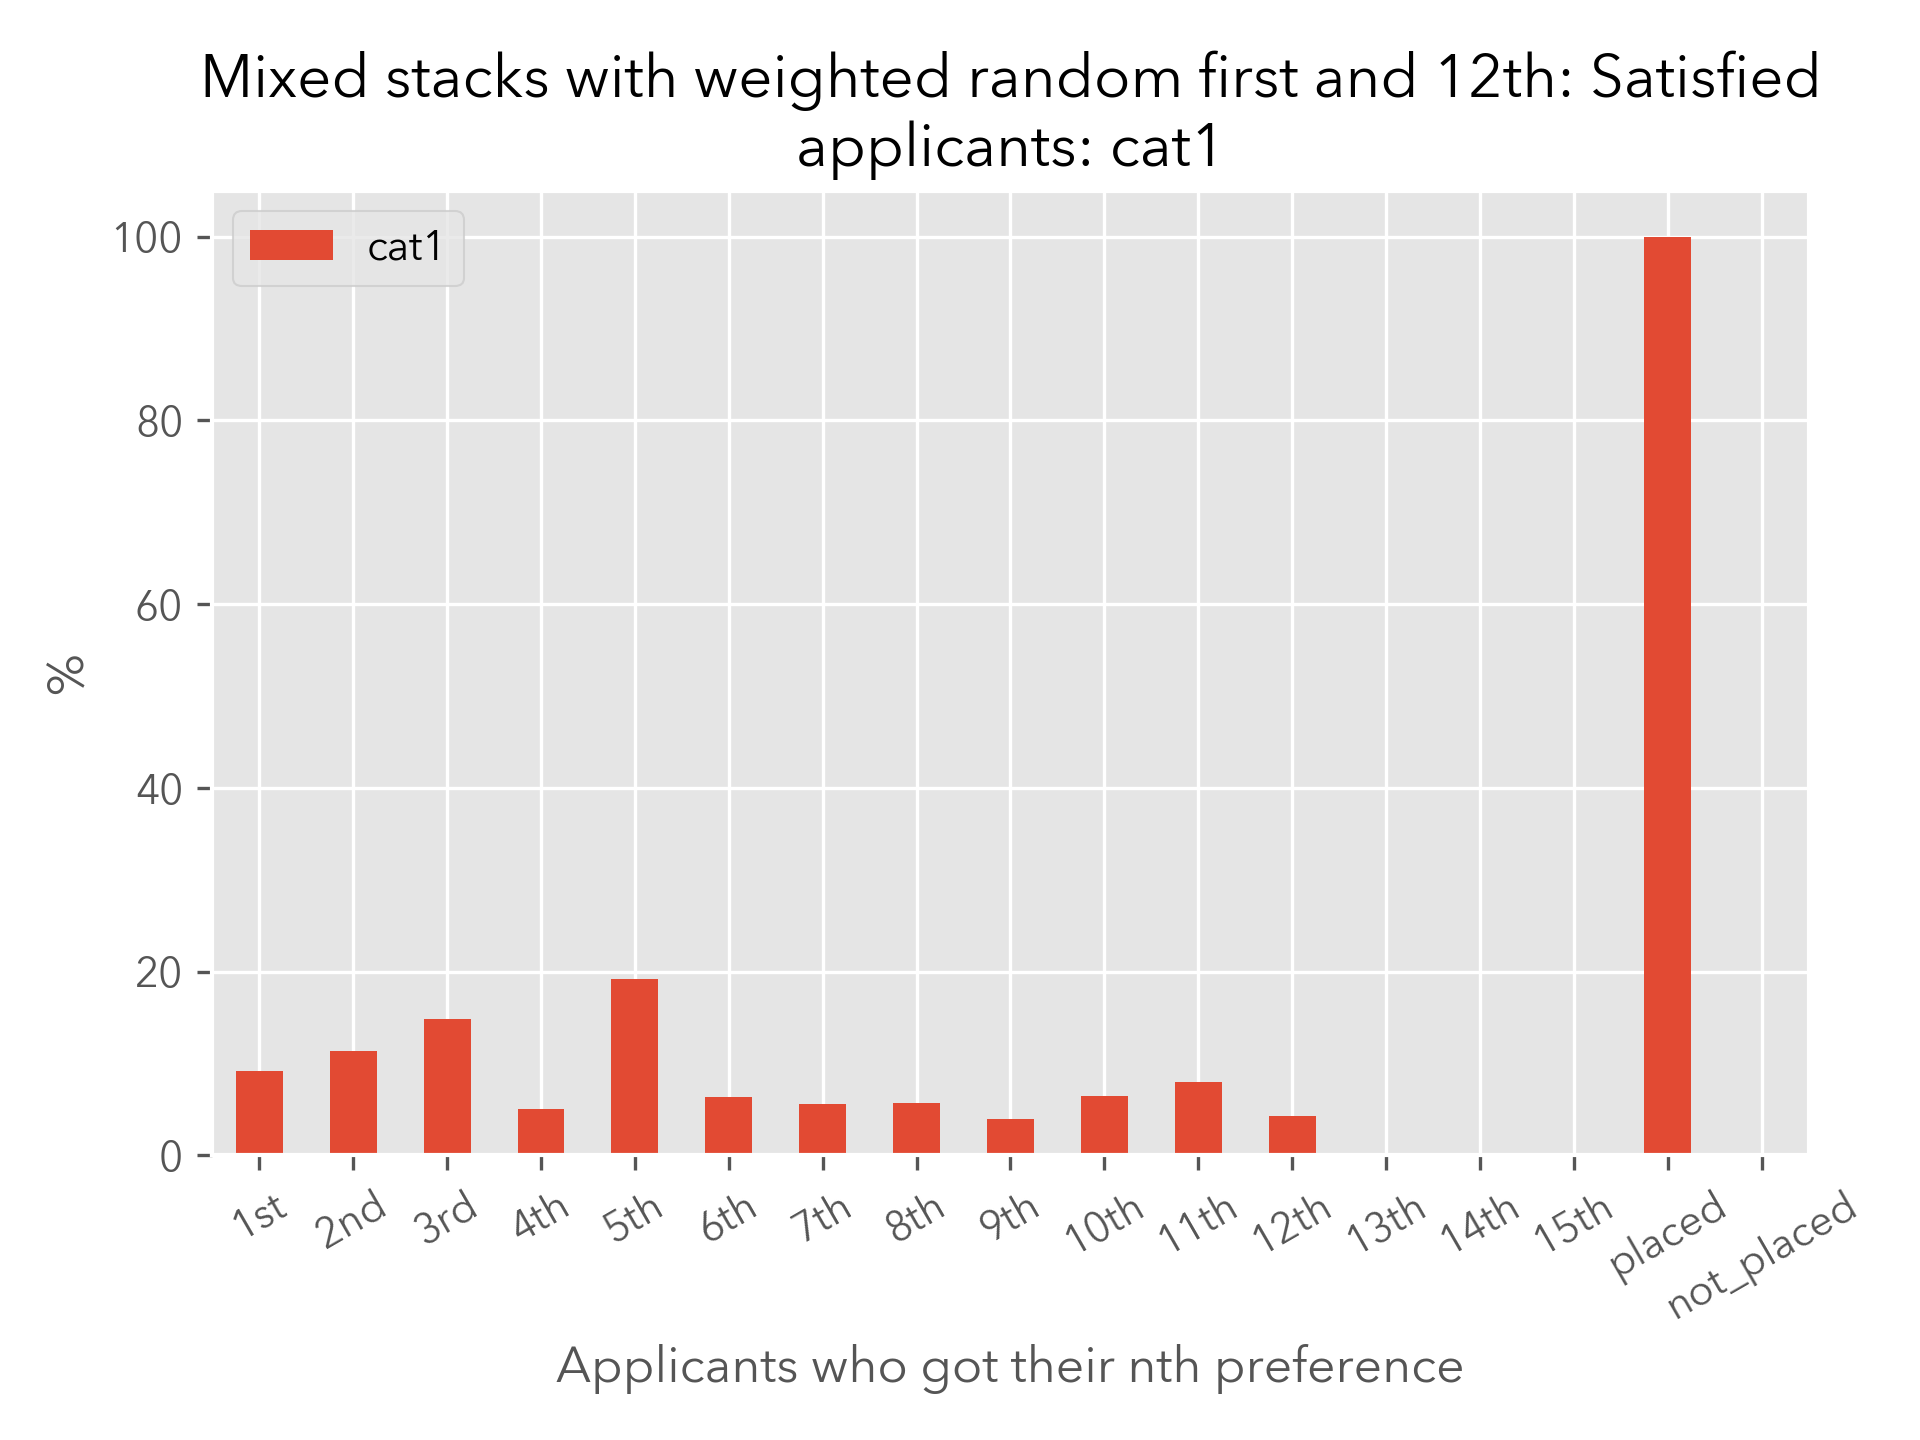 Mixed stacks with weighted random first and 12th: Satisfied
applicants: cat1
cat1
100
80
60
40
20
0
%
1st
2nd
3rd
4th
5th
6th
7th
8th
9th
10th
11th
12th
13th
14th
15th
placed
not_placed
Applicants who got their nth preference